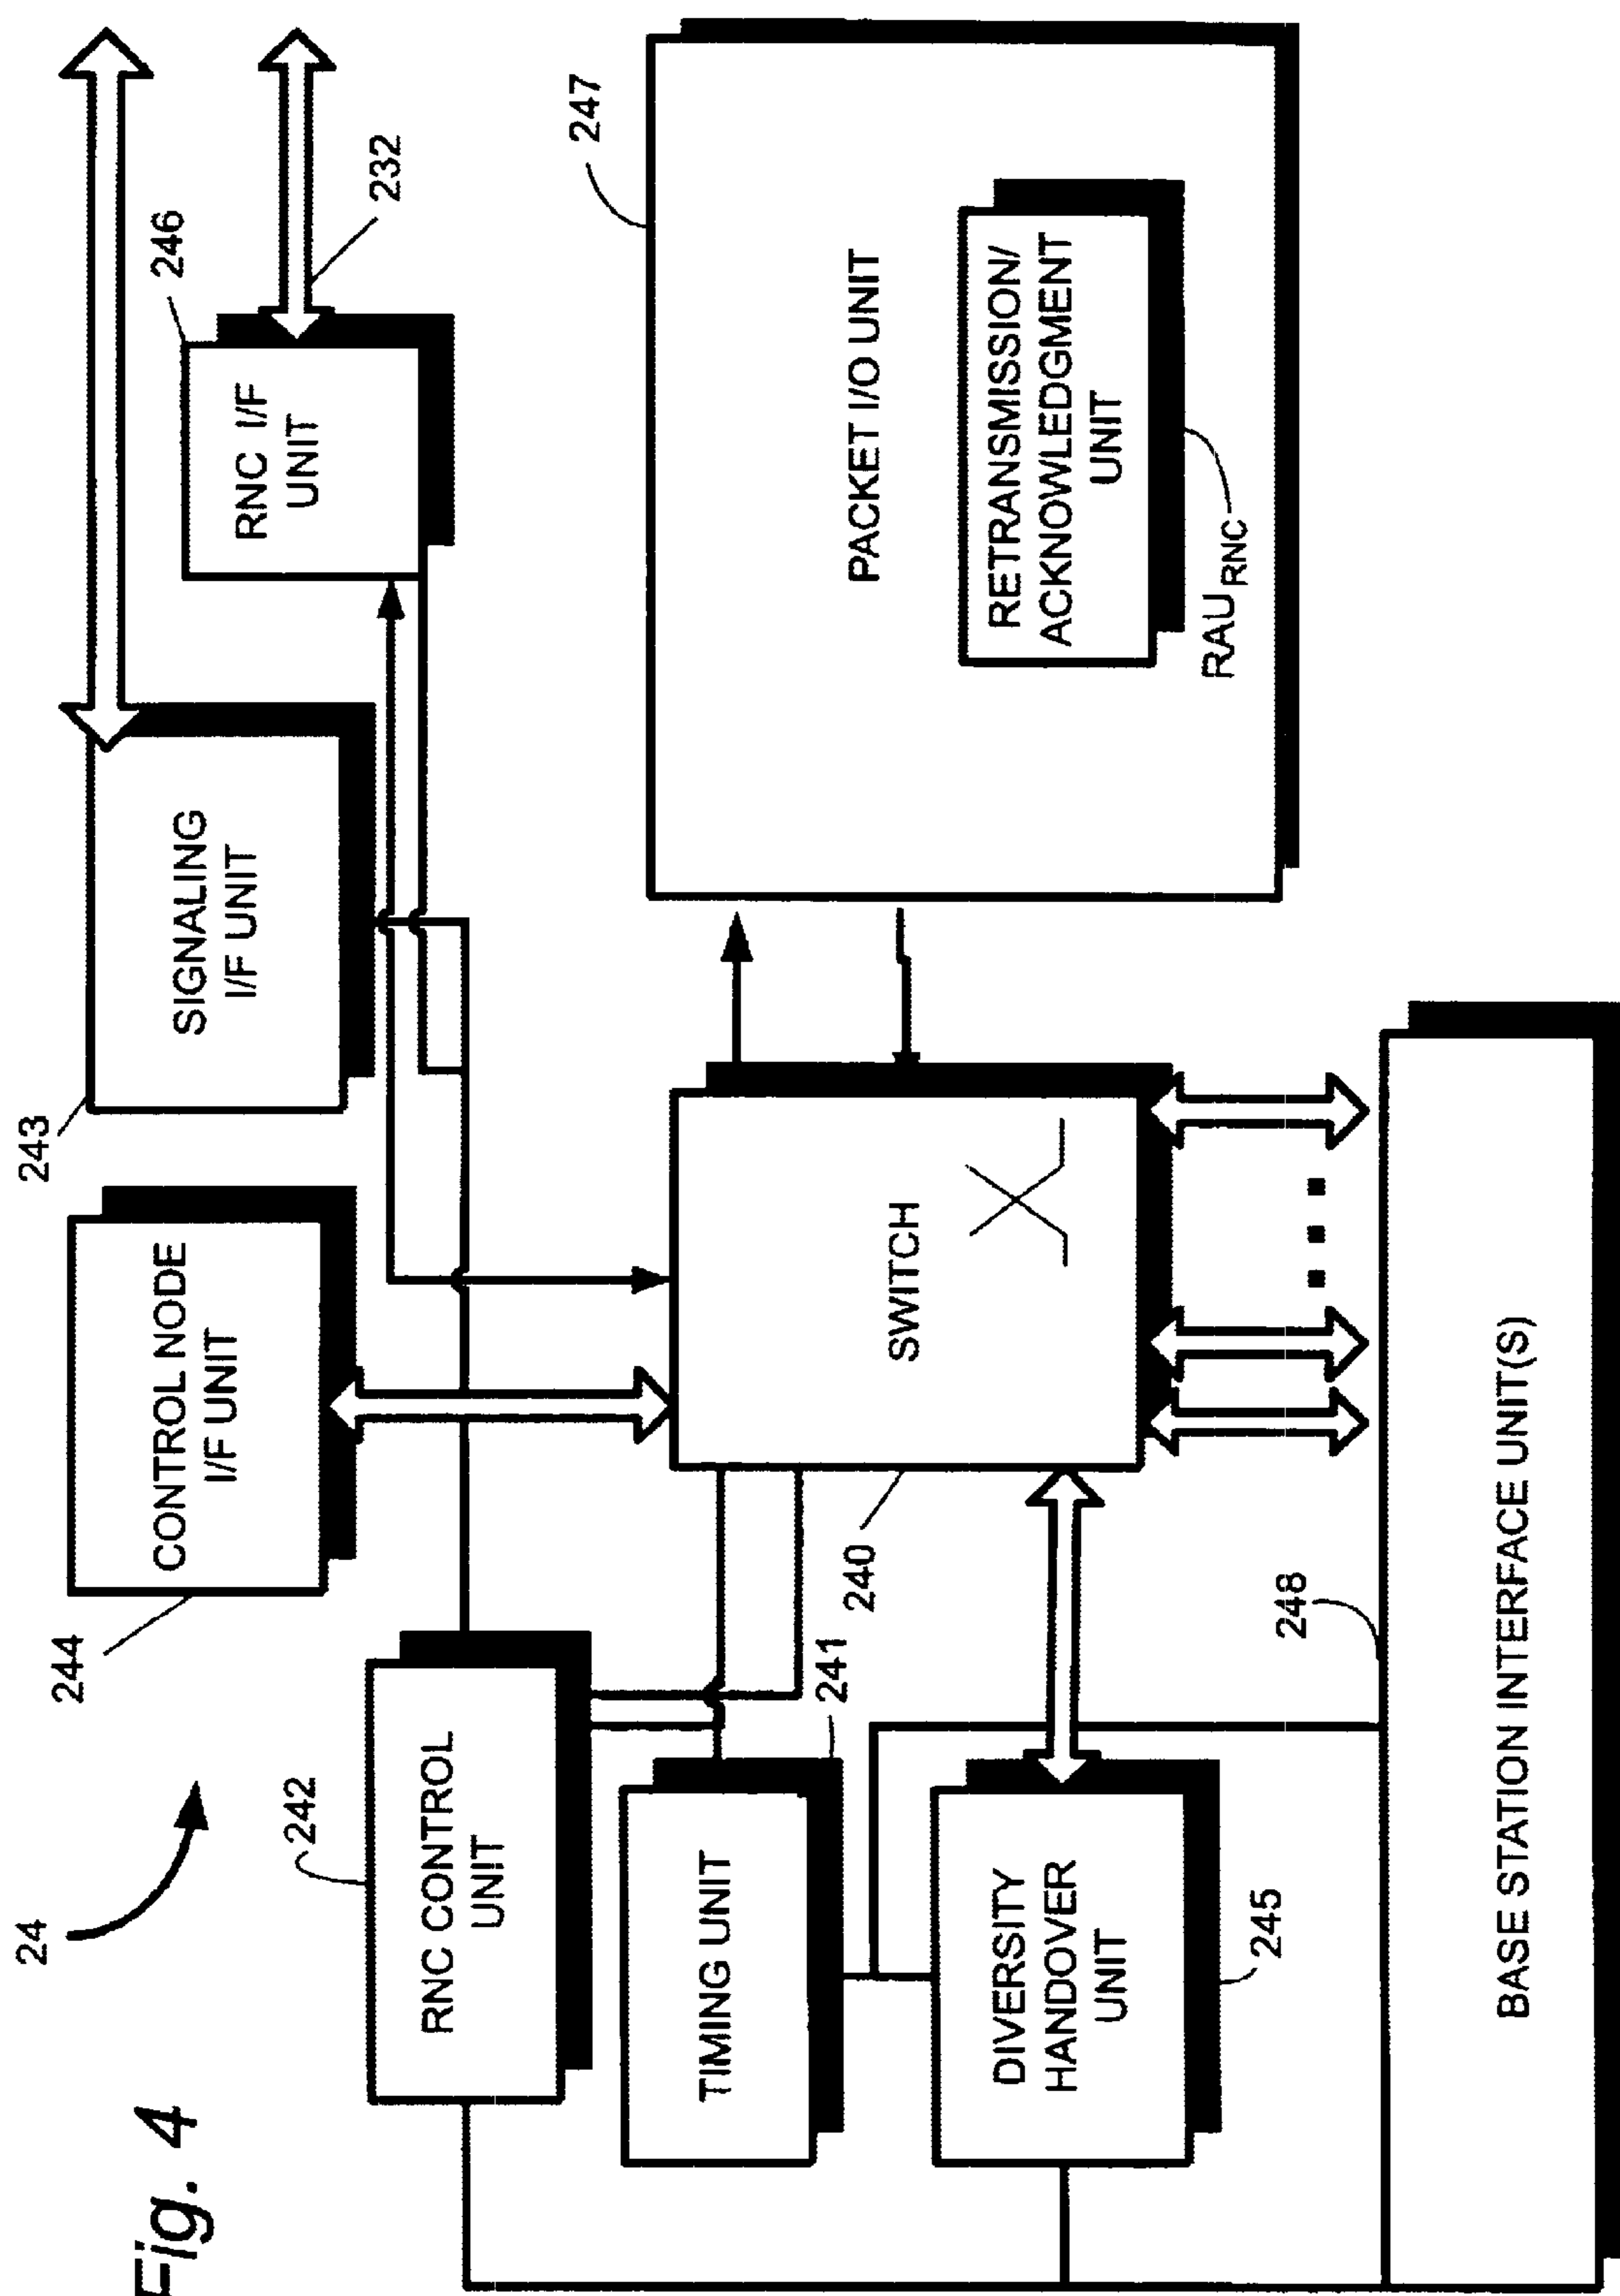 Fig. 4
24
244
CONTROL NODE
I/F UNIT
243
SIGNALING
I/F UNIT
246
RNC I/F
UNIT
232
242
RNC CONTROL
UNIT
TIMING UNIT
241
240
SWITCH
247
PACKET I/O UNIT
RETRANSMISSION/
ACKNOWLEDGMENT
UNIT
RAU RNC
DIVERSITY
HANDOVER
UNIT
245
248
BASE STATION INTERFACE UNIT(S)